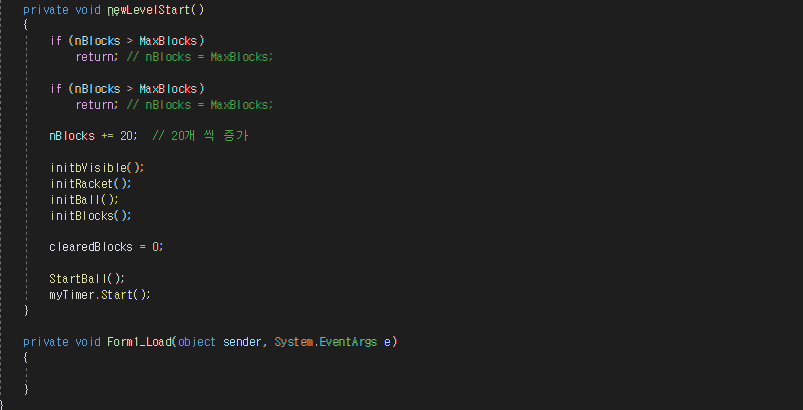 private void newLevelStart()
{
if (nBlocks > MaxBlocks)
return; // nBlocks = MaxBlocks;
if (nBlocks > MaxBlocks)
return; // nBlocks = MaxBlocks;
nBlocks += 20; // 20개 씩 증가
initbVisible();
initRacket();
initBall();
initBlocks();
clearedBlocks = 0;
StartBall();
myTimer.Start();
}
private void Form1_Load(object sender, System.EventArgs e)
{
}
}